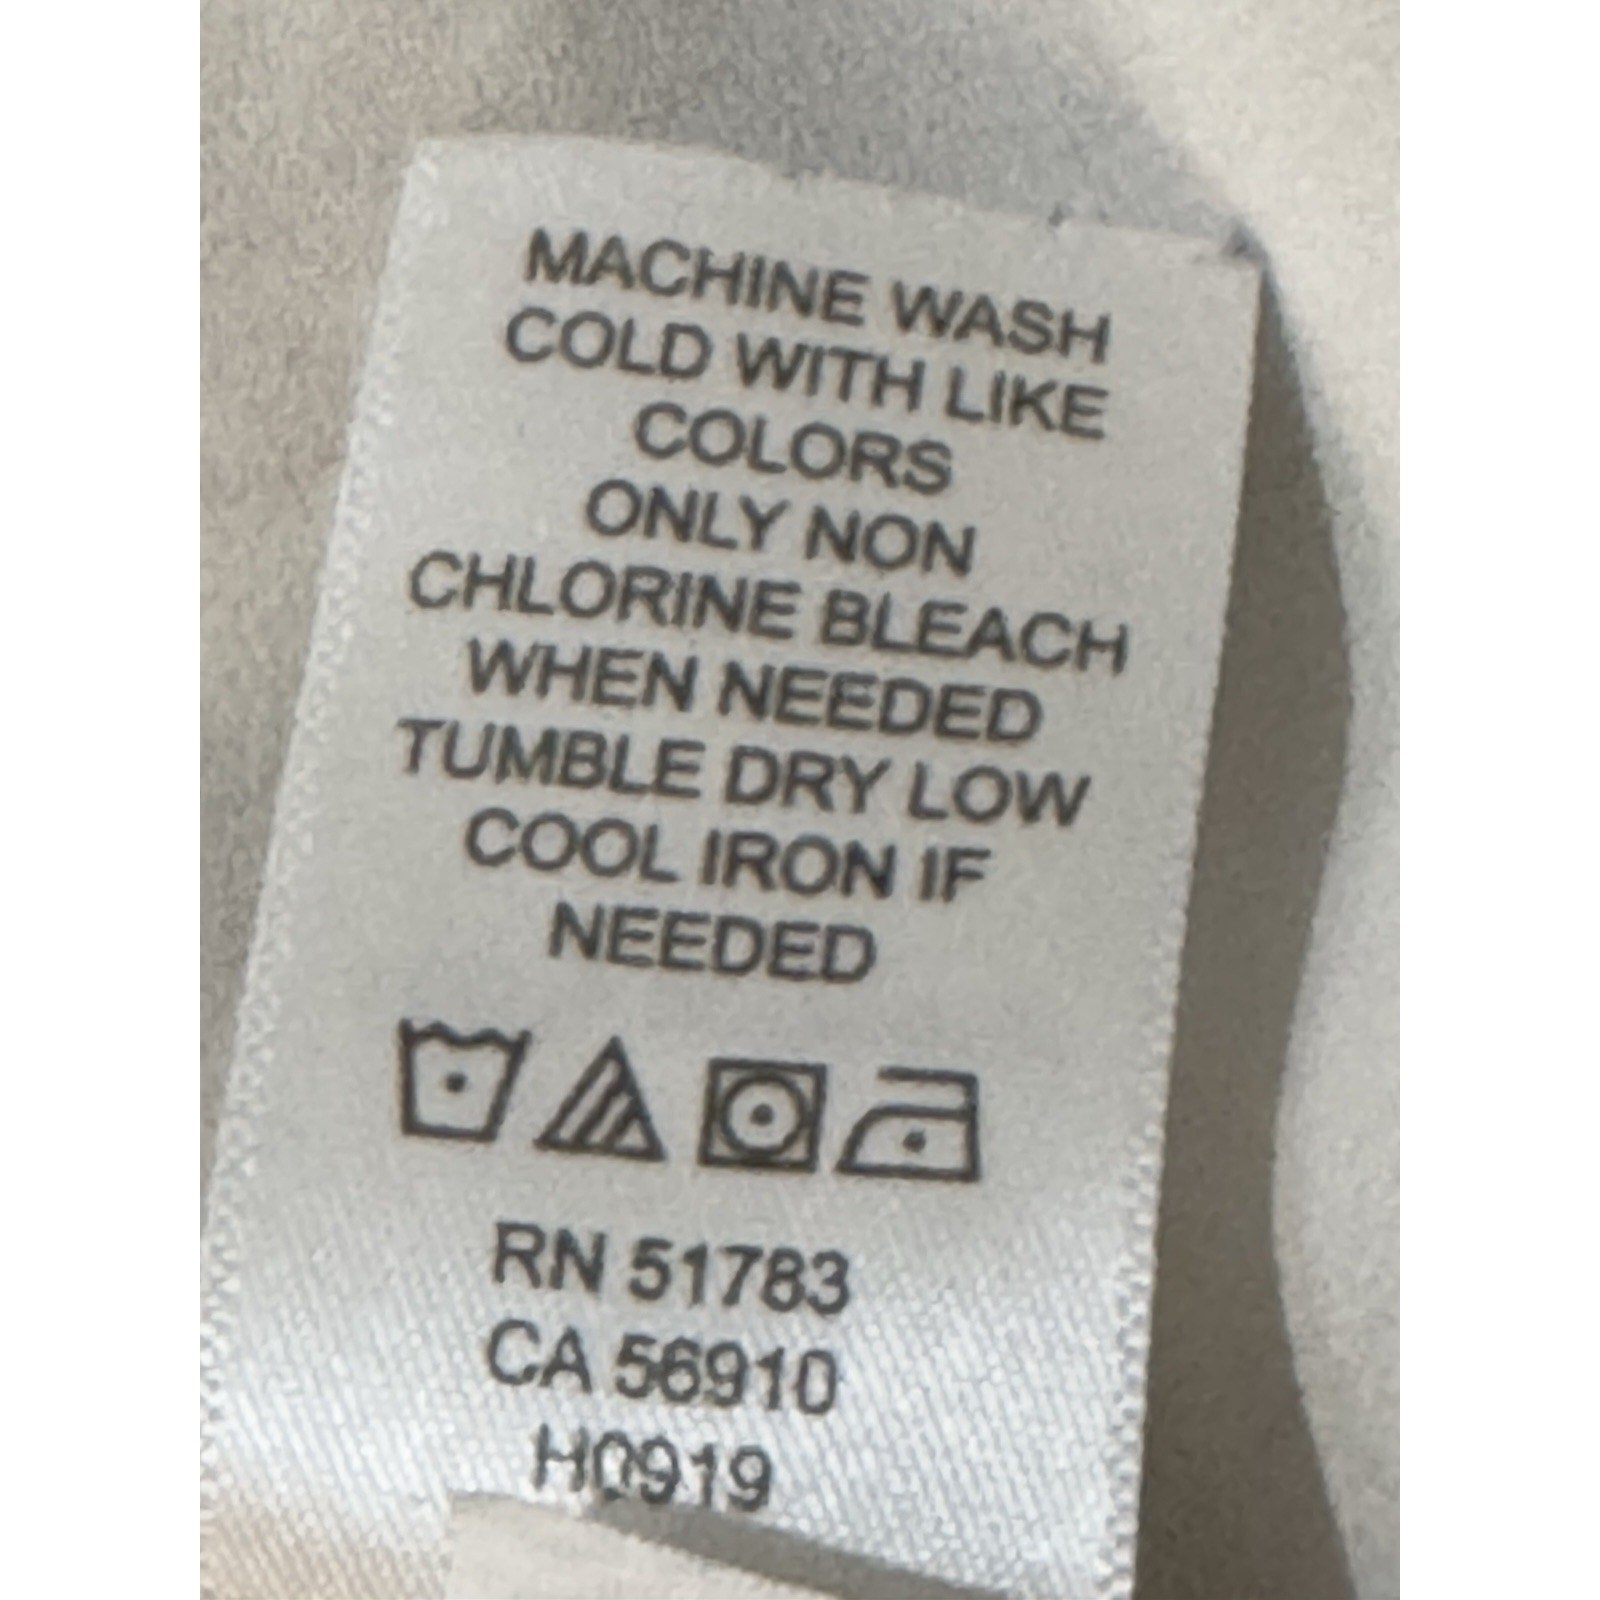 MACHINE WASH
COLD WITH LIKE
COLORS
ONLY NON
CHLORINE BLEACH
WHEN NEEDED
TUMBLE DRY LOW
COOL IRON IF
NEEDED
RN 51783
CA 56910
H0919